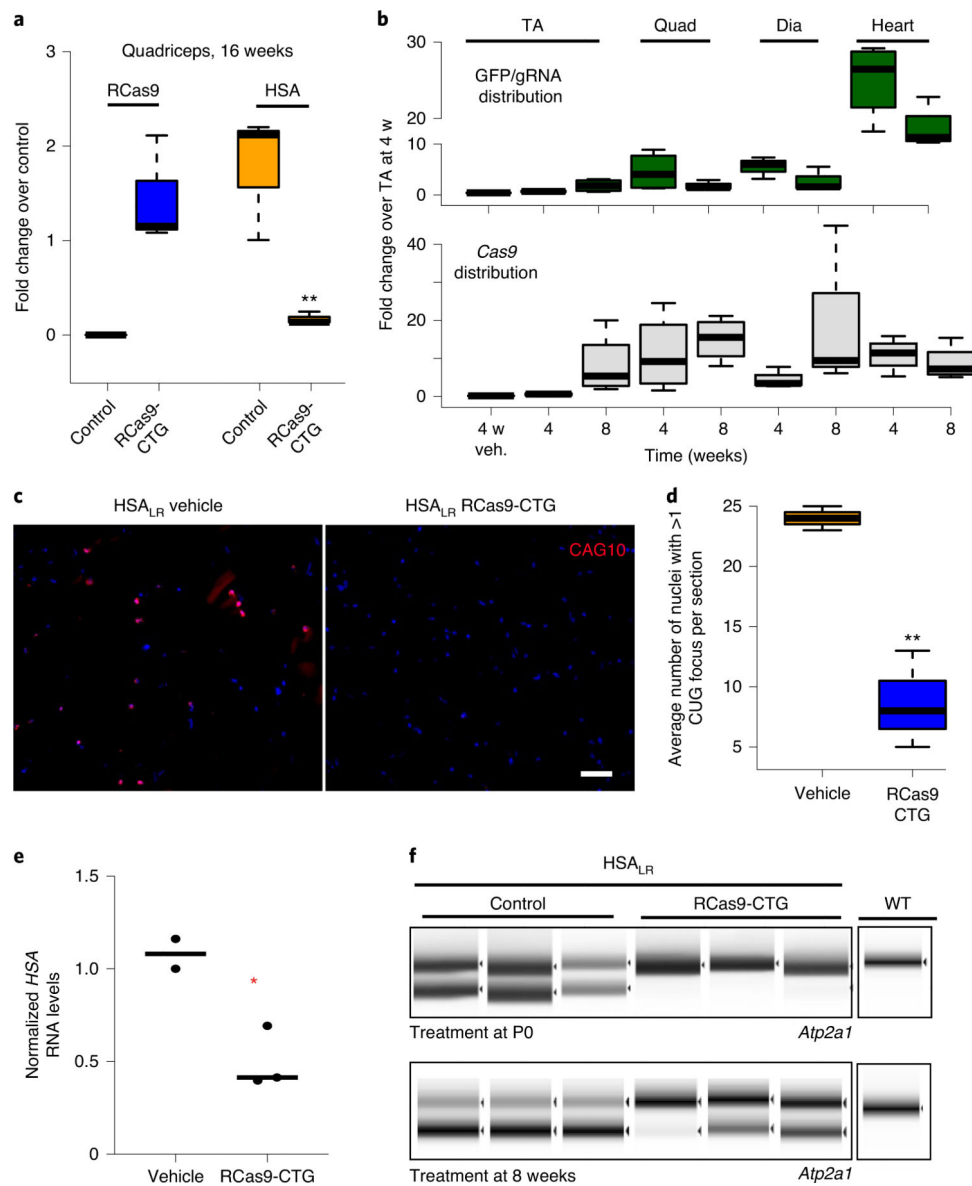 a
Quadriceps, 16 weeks
RCas9
HSA
Fold change over control
3
2
1
0
**
Control
RCas9-
CTG
Control
RCas9-
CTG
b
TA
Quad
Dia
Heart
GFP/gRNA
distribution
Fold change over TA at 4 w
30
20
10
0
Cas9
distribution
40
20
10
0
4 w
veh.
4
8
4
8
4
8
4
8
Time (weeks)
c
HSALR vehicle
HSALR RCas9-CTG
CAG10
d
Average number of nuclei with >1
CUG focus per section
25
20
15
10
5
**
Vehicle
RCas9
CTG
e
Normalized HSA
RNA levels
1.5
1.0
0.5
0
*
Vehicle
RCas9-CTG
f
HSALR
Control
RCas9-CTG
WT
Treatment at P0
Atp2a1
Treatment at 8 weeks
Atp2a1